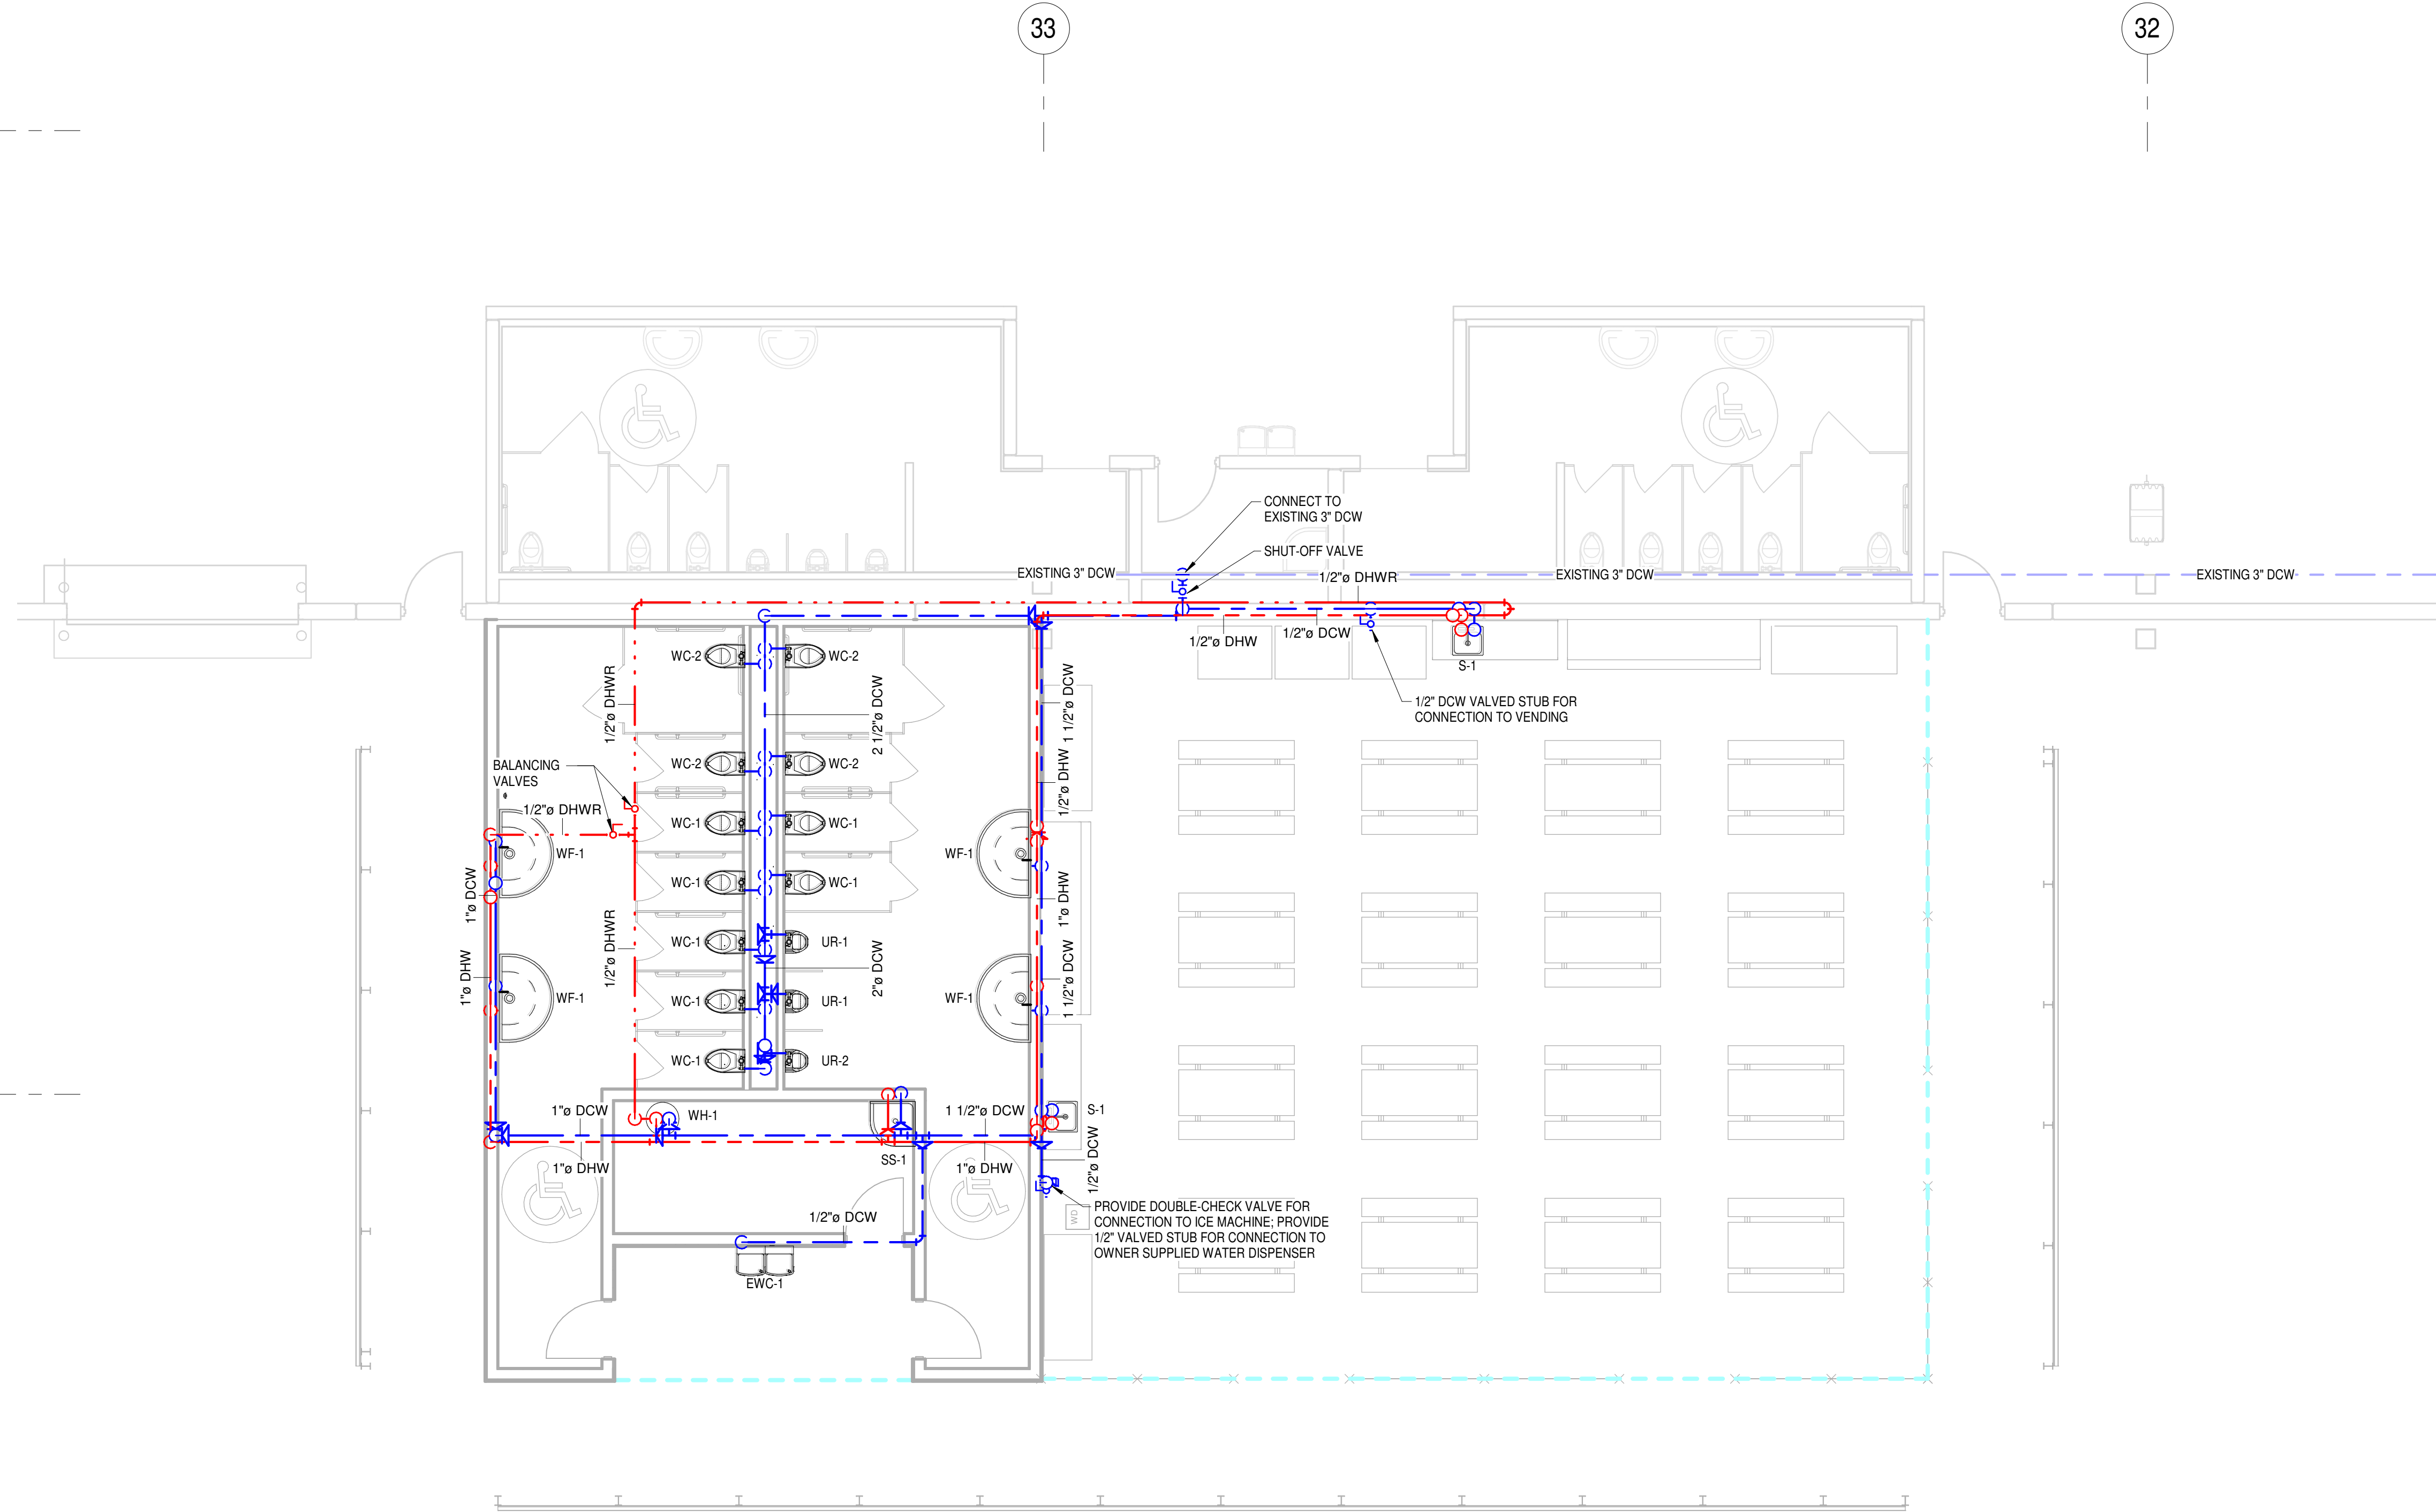 33
32
CONNECT TO
EXISTING 3" DCW
SHUT-OFF VALVE
EXISTING 3" DCW
1/2"ø DHWR
EXISTING 3" DCW
EXISTING 3" DCW
1/2"ø DHW
1/2"ø DCW
WC-2
WC-2
S-1
1/2"ø DHWR
2 1/2"ø DCW
1 1/2"ø DCW
1/2" DCW VALVED STUB FOR
CONNECTION TO VENDING
BALANCING
VALVES
WC-2
WC-2
1/2"ø DHW
1/2"ø DHWR
WC-1
WC-1
WF-1
WF-1
1"ø DCW
WC-1
WC-1
1"ø DHW
1"ø DHW
1/2"ø DHWR
WC-1
UR-1
2"ø DCW
1 1/2"ø DCW
WF-1
WC-1
UR-1
WF-1
WC-1
UR-2
1"ø DCW
WH-1
1 1/2"ø DCW
S-1
1"ø DHW
SS-1
1"ø DHW
1/2"ø DCW
1/2"ø DCW
WD
PROVIDE DOUBLE-CHECK VALVE FOR
CONNECTION TO ICE MACHINE; PROVIDE
1/2" VALVED STUB FOR CONNECTION TO
OWNER SUPPLIED WATER DISPENSER
EWC-1